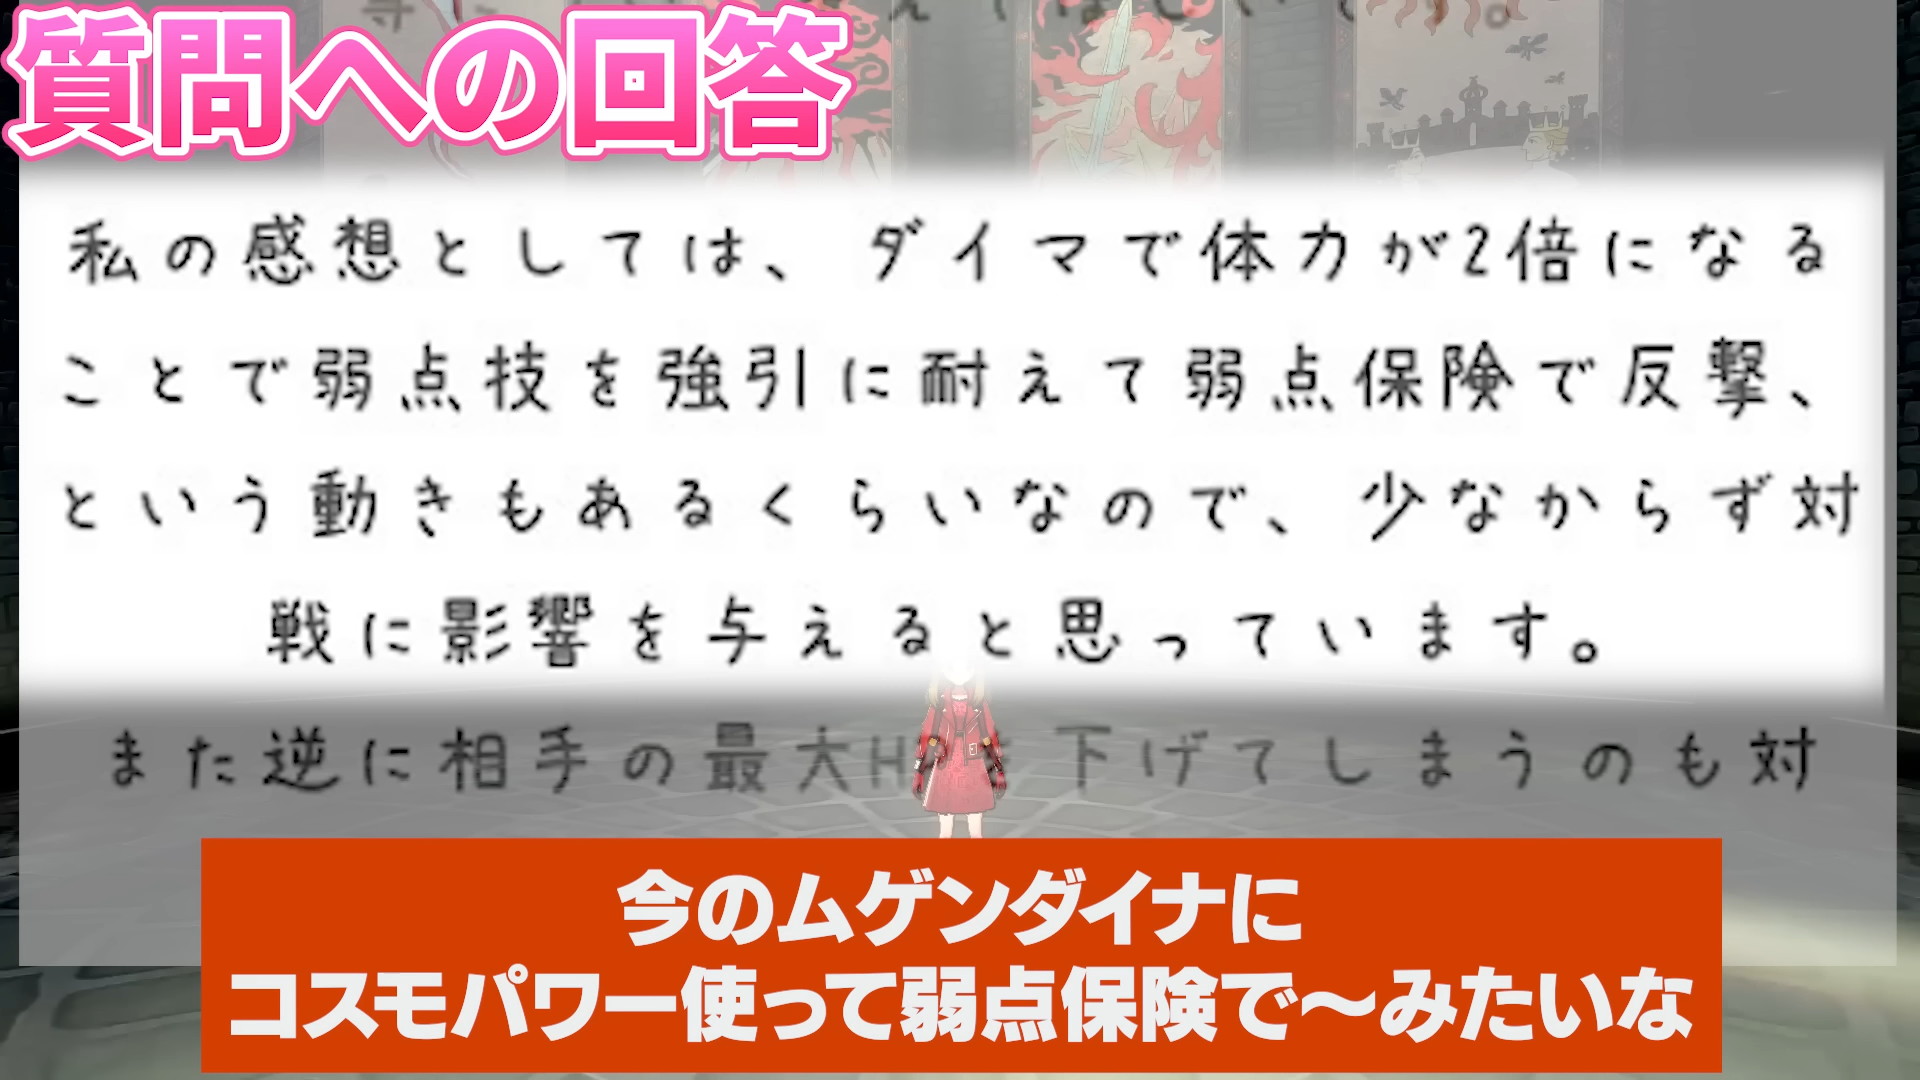 質問への回答
私の感想としては、ダイマで体力が2倍になる
ことで弱点技を強引に耐えて弱点保険で反撃、
という動きもあるくらいなので、少なからず対
戦に影響を与えると思っています。
また逆に相手の最大HPを下げてしまうのも対
今のムゲンダイナに
コスモパワー使って弱点保険で～みたいな